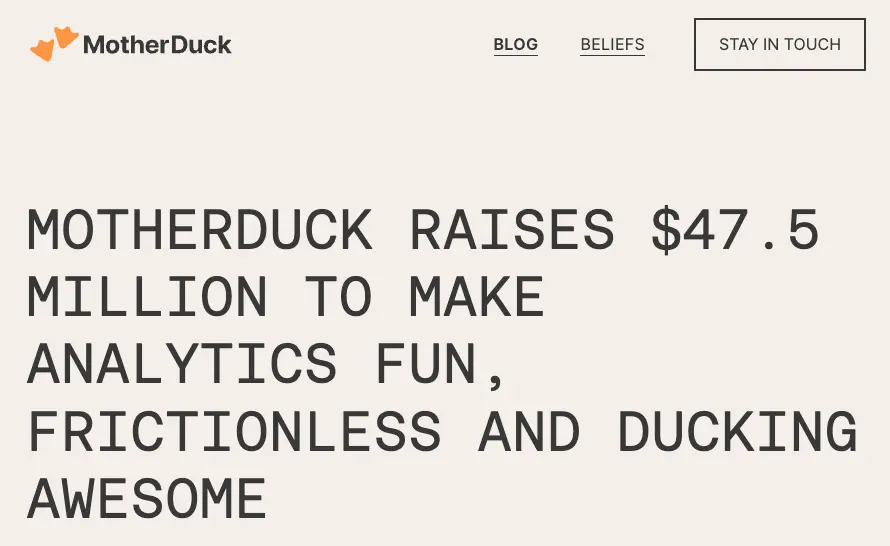 MotherDuck
BLOG
BELIEFS
STAY IN TOUCH
MOTHERDUCK RAISES $47.5
MILLION TO MAKE
ANALYTICS FUN,
FRICTIONLESS AND DUCKING
AWESOME